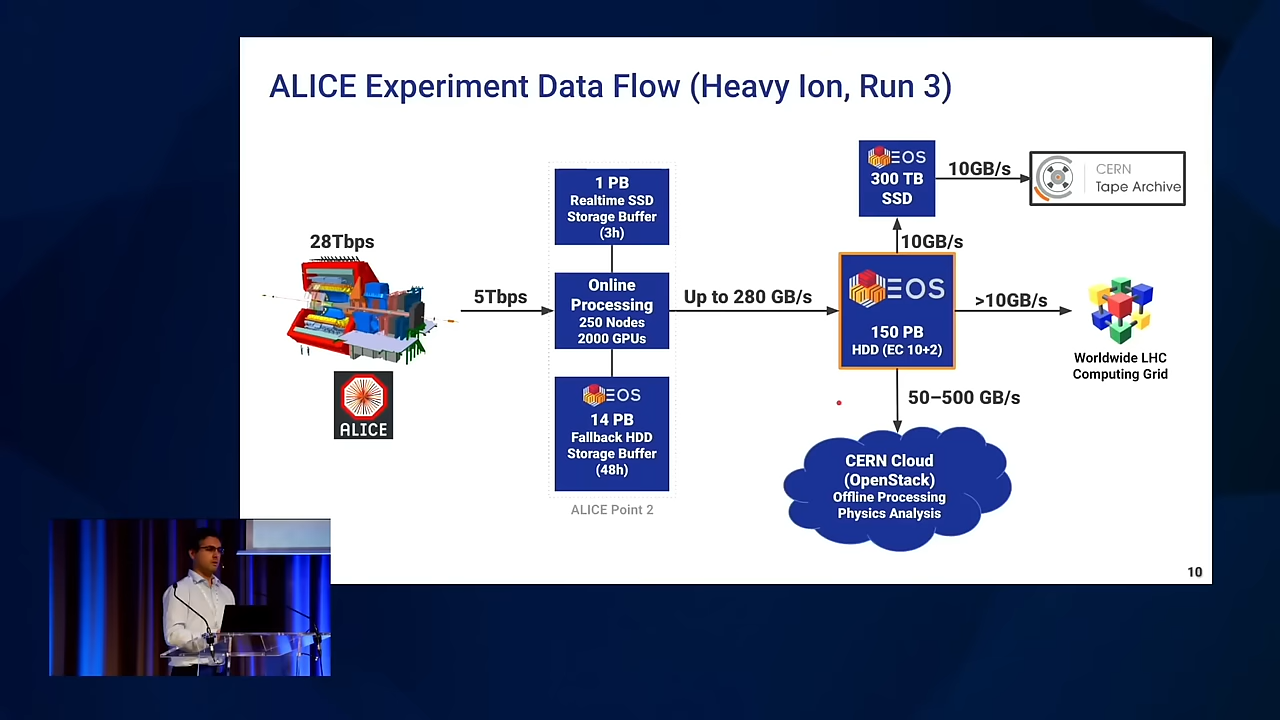 ALICE Experiment Data Flow (Heavy Ion, Run 3)
28Tbps
ALICE
5Tbps
1 PB
Realtime SSD
Storage Buffer
(3h)
Online
Processing
250 Nodes
2000 GPUs
EOS
14 PB
Fallback HDD
Storage Buffer
(48h)
ALICE Point 2
Up to 280 GB/s
EOS
300 TB
SSD
10GB/s
CERN
Tape Archive
10GB/s
EOS
150 PB
HDD (EC 10+2)
>10GB/s
Worldwide LHC
Computing Grid
50–500 GB/s
CERN Cloud
(OpenStack)
Offline Processing
Physics Analysis
10